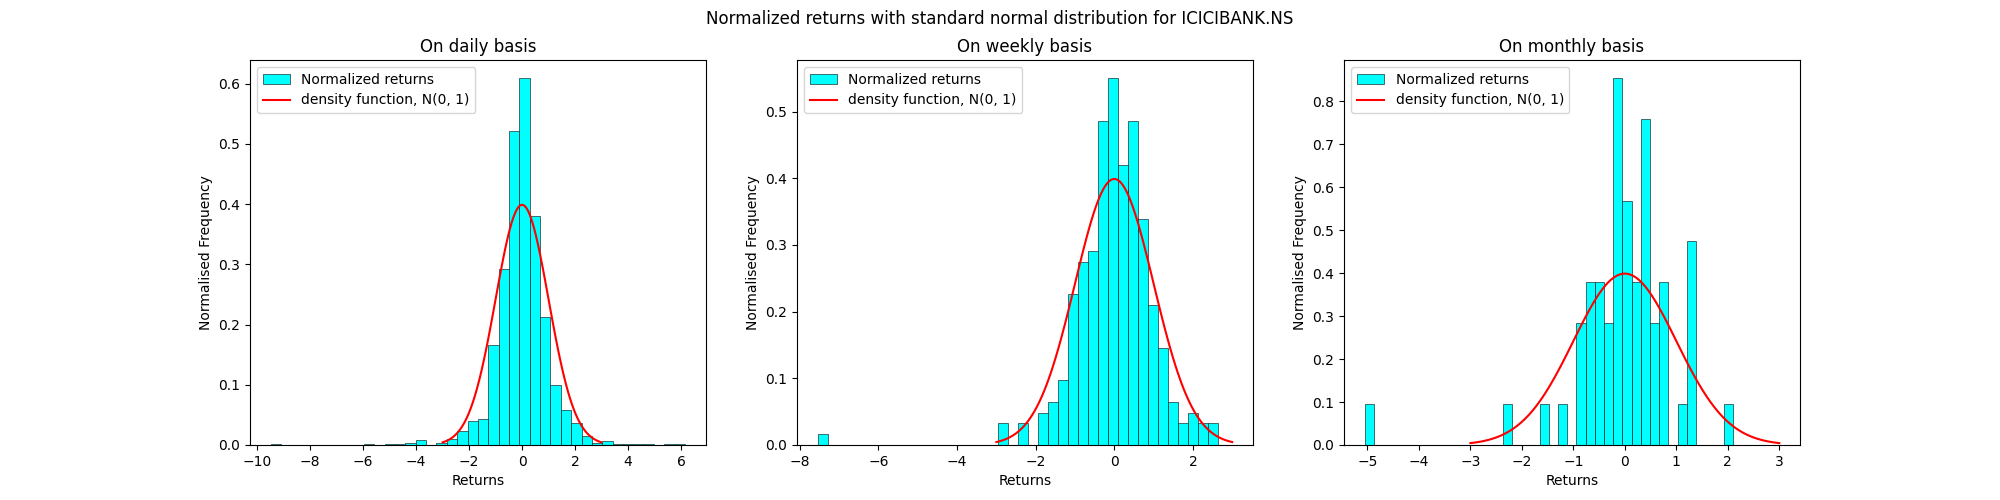 Normalized returns with standard normal distribution for ICICIBANK.NS
On daily basis
Normalized returns
density function, N(0, 1)
Normalised Frequency
0.6
0.5
0.4
0.3
0.2
0.1
0.0
−10 −8 −6 −4 −2 0 2 4 6
Returns
On weekly basis
Normalized returns
density function, N(0, 1)
Normalised Frequency
0.5
0.4
0.3
0.2
0.1
0.0
−8 −6 −4 −2 0 2
Returns
On monthly basis
Normalized returns
density function, N(0, 1)
Normalised Frequency
0.8
0.7
0.6
0.5
0.4
0.3
0.2
0.1
0.0
−5 −4 −3 −2 −1 0 1 2 3
Returns